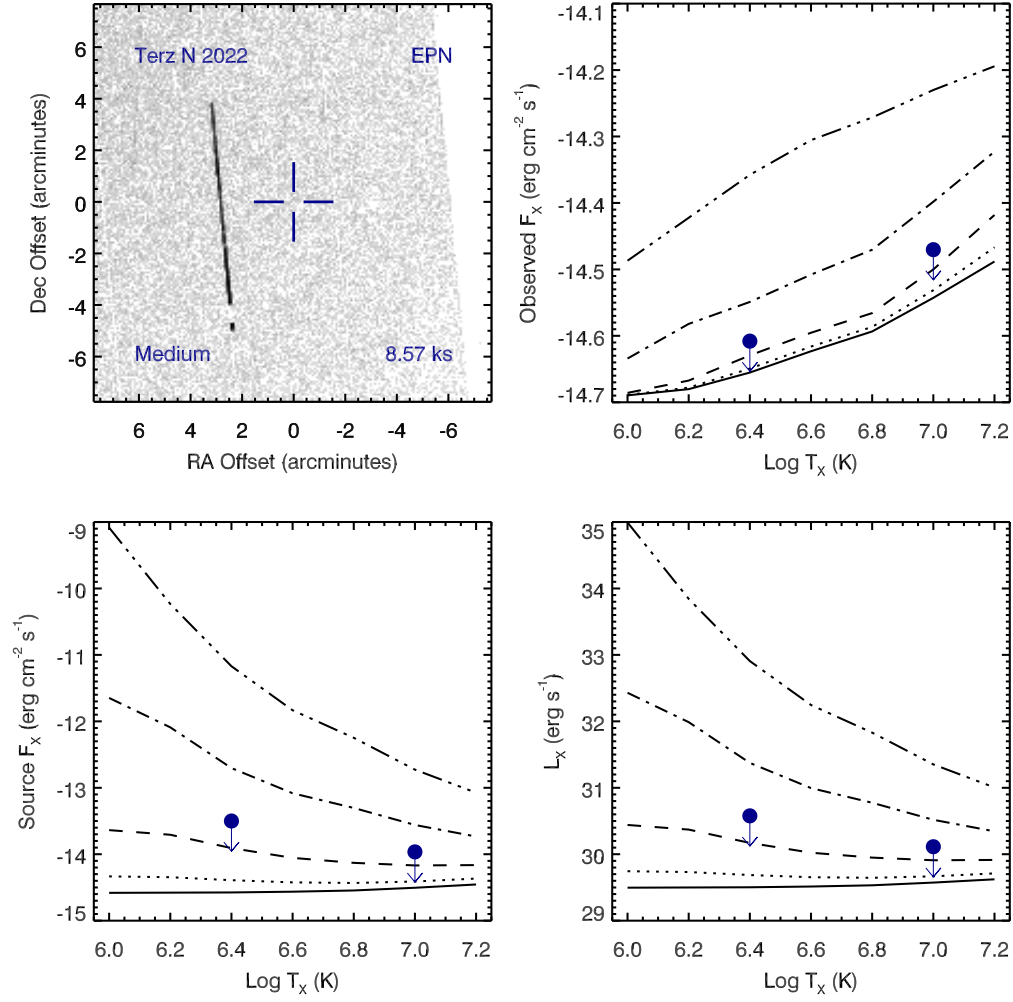 Terz N 2022 EPN
Medium 8.57 ks
6
4
2
0
-2
-4
-6
Dec Offset (arcminutes)
6 4 2 0 -2 -4 -6
RA Offset (arcminutes)
-14.1
-14.2
-14.3
-14.4
-14.5
-14.6
-14.7
Observed F_X (erg cm^-2 s^-1)
6.0 6.2 6.4 6.6 6.8 7.0 7.2
Log T_X (K)
-9
-10
-11
-12
-13
-14
-15
Source F_X (erg cm^-2 s^-1)
6.0 6.2 6.4 6.6 6.8 7.0 7.2
Log T_X (K)
35
34
33
32
31
30
29
L_X (erg s^-1)
6.0 6.2 6.4 6.6 6.8 7.0 7.2
Log T_X (K)